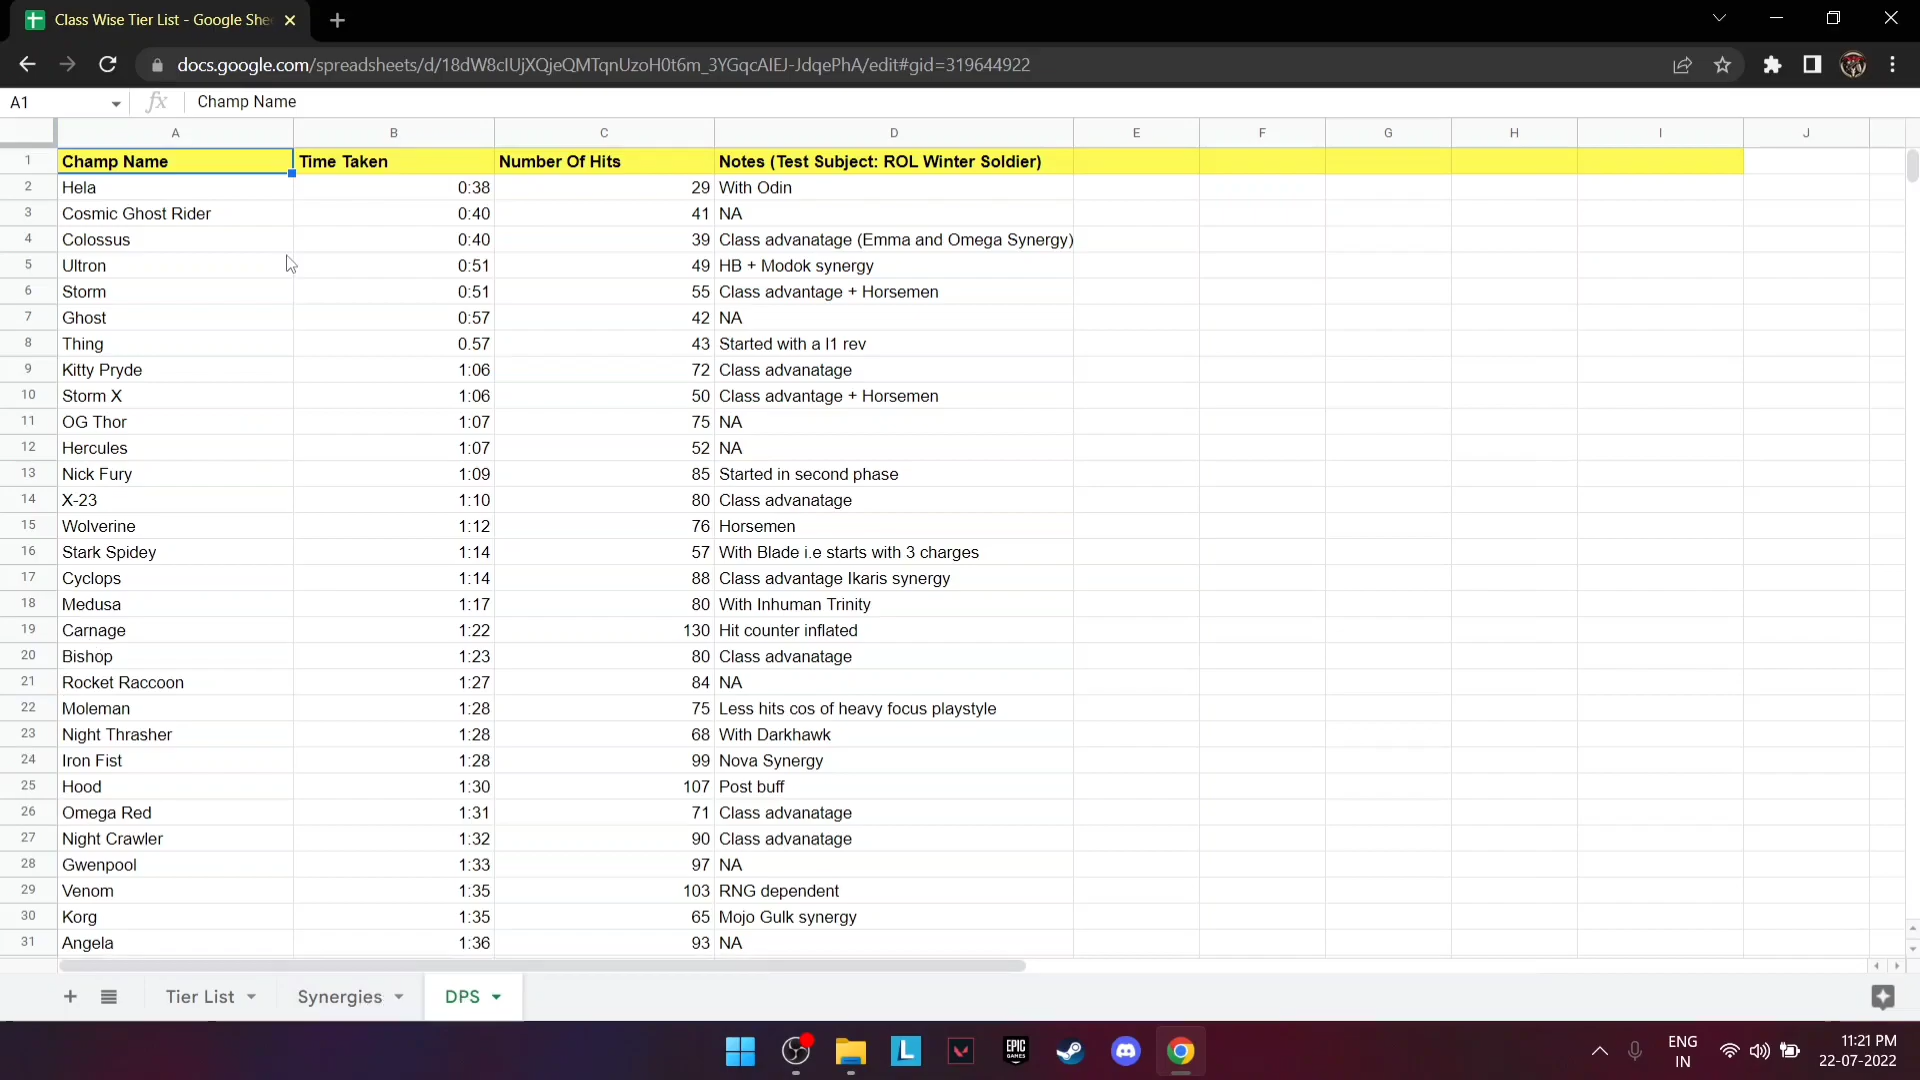 Class Wise Tier List - Google She
docs.google.com/spreadsheets/d/18dW8cIUjXQjeQMTqnUzoH0t6m_3YGqcAIEJ-JdqePhA/edit#gid=319644922
A1 fx Champ Name
A B C D E F G H I J
1 Champ Name Time Taken Number Of Hits Notes (Test Subject: ROL Winter Soldier)
2 Hela 0:38 29 With Odin
3 Cosmic Ghost Rider 0:40 41 NA
4 Colossus 0:40 39 Class advanatage (Emma and Omega Synergy)
5 Ultron 0:51 49 HB + Modok synergy
6 Storm 0:51 55 Class advantage + Horsemen
7 Ghost 0:57 42 NA
8 Thing 0.57 43 Started with a l1 rev
9 Kitty Pryde 1:06 72 Class advanatage
10 Storm X 1:06 50 Class advantage + Horsemen
11 OG Thor 1:07 75 NA
12 Hercules 1:07 52 NA
13 Nick Fury 1:09 85 Started in second phase
14 X-23 1:10 80 Class advanatage
15 Wolverine 1:12 76 Horsemen
16 Stark Spidey 1:14 57 With Blade i.e starts with 3 charges
17 Cyclops 1:14 88 Class advantage Ikaris synergy
18 Medusa 1:17 80 With Inhuman Trinity
19 Carnage 1:22 130 Hit counter inflated
20 Bishop 1:23 80 Class advanatage
21 Rocket Raccoon 1:27 84 NA
22 Moleman 1:28 75 Less hits cos of heavy focus playstyle
23 Night Thrasher 1:28 68 With Darkhawk
24 Iron Fist 1:28 99 Nova Synergy
25 Hood 1:30 107 Post buff
26 Omega Red 1:31 71 Class advanatage
27 Night Crawler 1:32 90 Class advanatage
28 Gwenpool 1:33 97 NA
29 Venom 1:35 103 RNG dependent
30 Korg 1:35 65 Mojo Gulk synergy
31 Angela 1:36 93 NA
Tier List Synergies DPS
L EPIC GAMES ENG IN 11:21 PM
22-07-2022